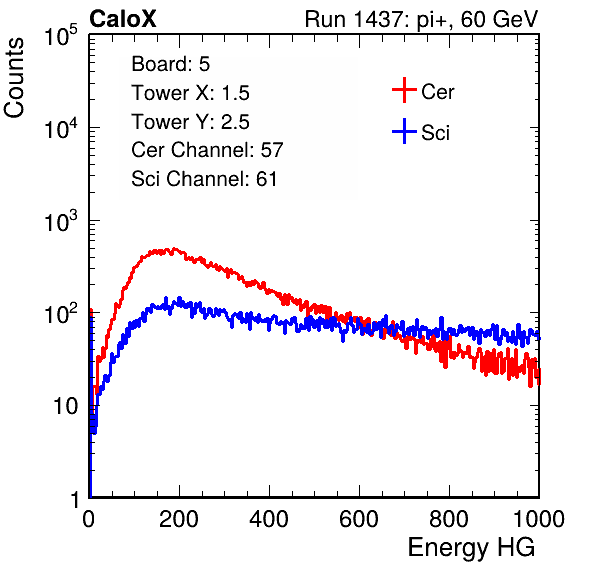 CaloX Run 1437: pi+, 60 GeV
Board: 5
Tower X: 1.5
Tower Y: 2.5
Cer Channel: 57
Sci Channel: 61
Cer
Sci
Counts
10^5
10^4
10^3
10^2
10
1
0 200 400 600 800 1000
Energy HG